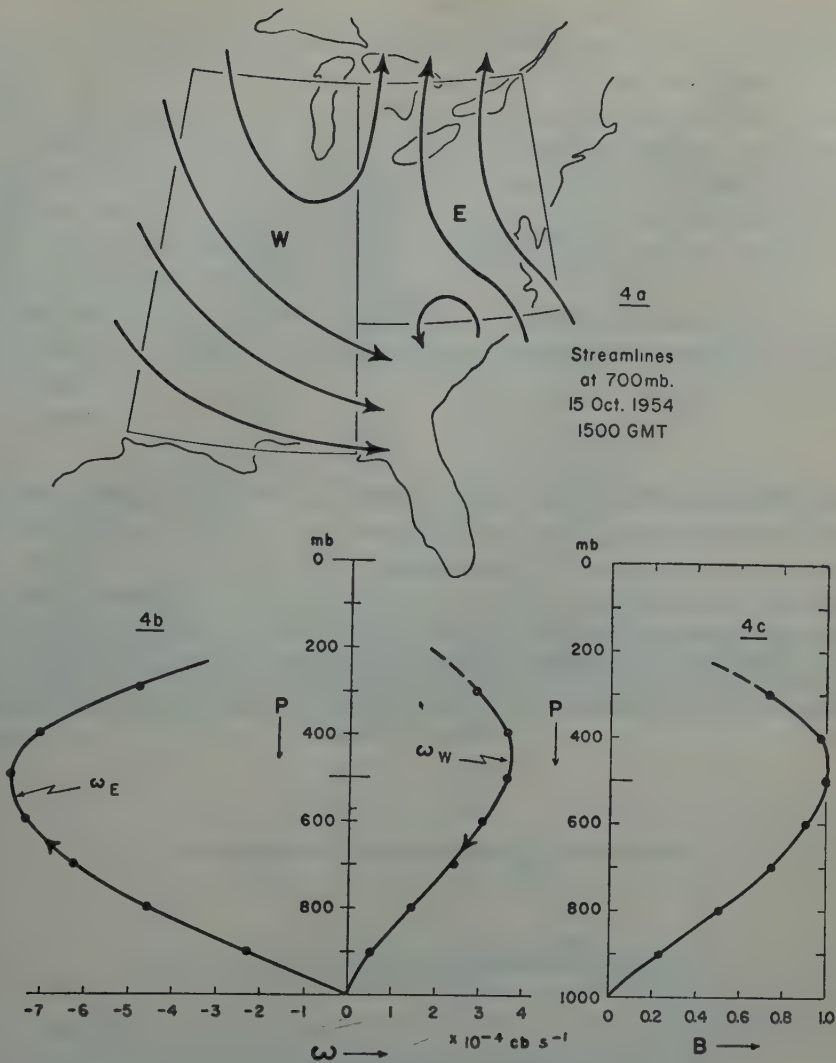 W
E
4a
Streamlines
at 700mb.
15 Oct. 1954
1500 GMT
mb
0
200
400
600
800
4b
P
ωE
ωW
-7 -6 -5 -4 -3 -2 -1 0 1 2 3 4
× 10⁻⁴ cb s⁻¹
ω
mb
0
200
400
600
800
1000
4c
P
0 0.2 0.4 0.6 0.8 1.0
B